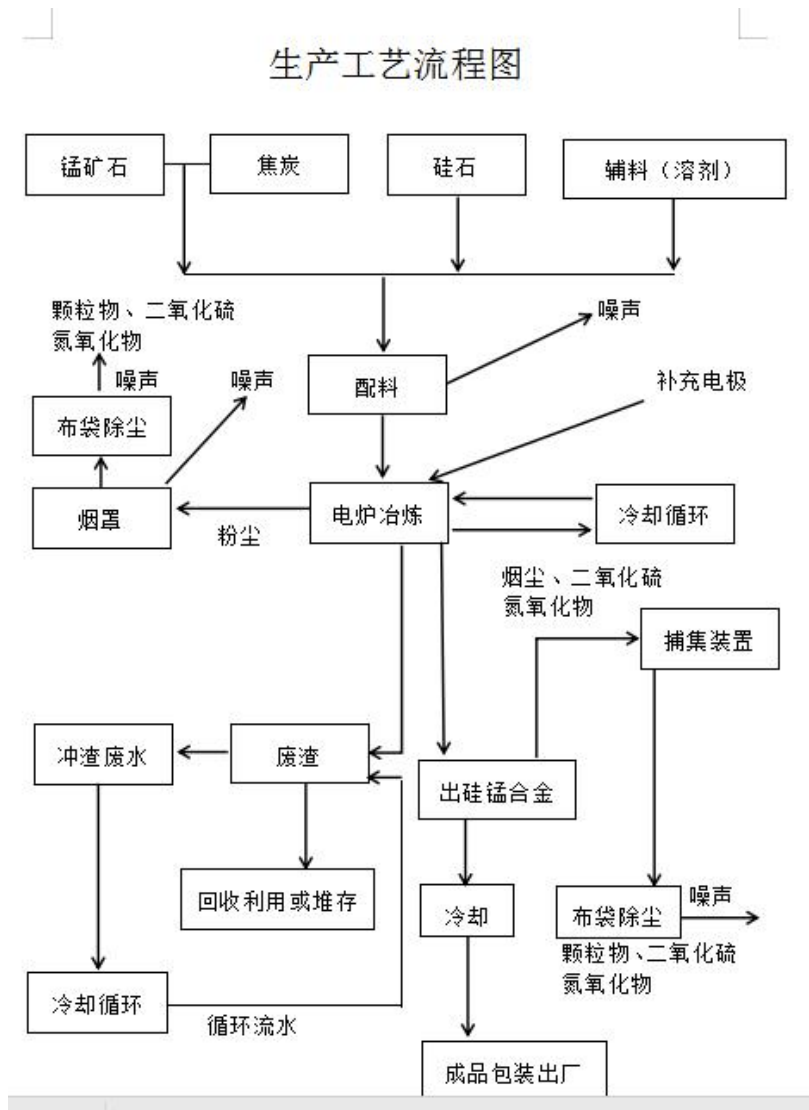 生产工艺流程图
锰矿石
焦炭
硅石
辅料（溶剂）
颗粒物、二氧化硫
氮氧化物
噪声
噪声
噪声
补充电极
配料
布袋除尘
烟罩
粉尘
电炉冶炼
冷却循环
烟尘、二氧化硫
氮氧化物
捕集装置
冲渣废水
废渣
出硅锰合金
回收利用或堆存
冷却
布袋除尘
噪声
颗粒物、二氧化硫
氮氧化物
冷却循环
循环流水
成品包装出厂